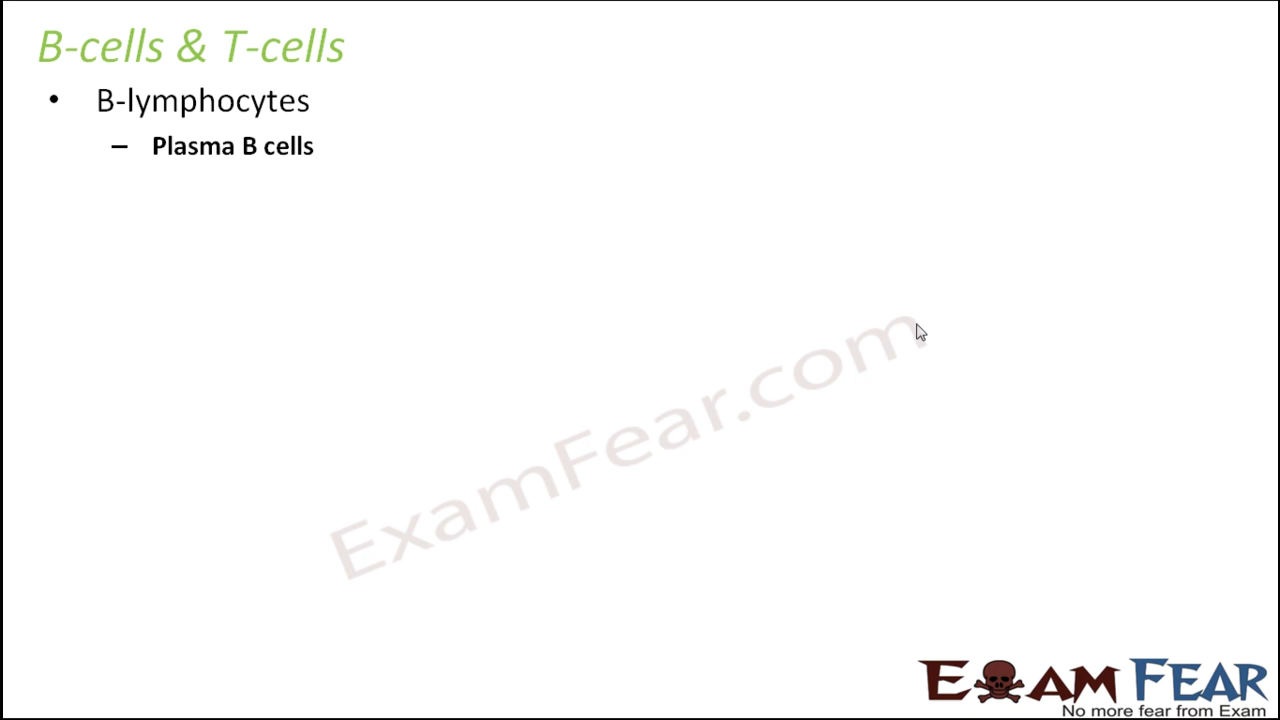 B-cells & T-cells
• B-lymphocytes
– Plasma B cells
ExamFear.com
EXAM FEAR
No more fear from Exam